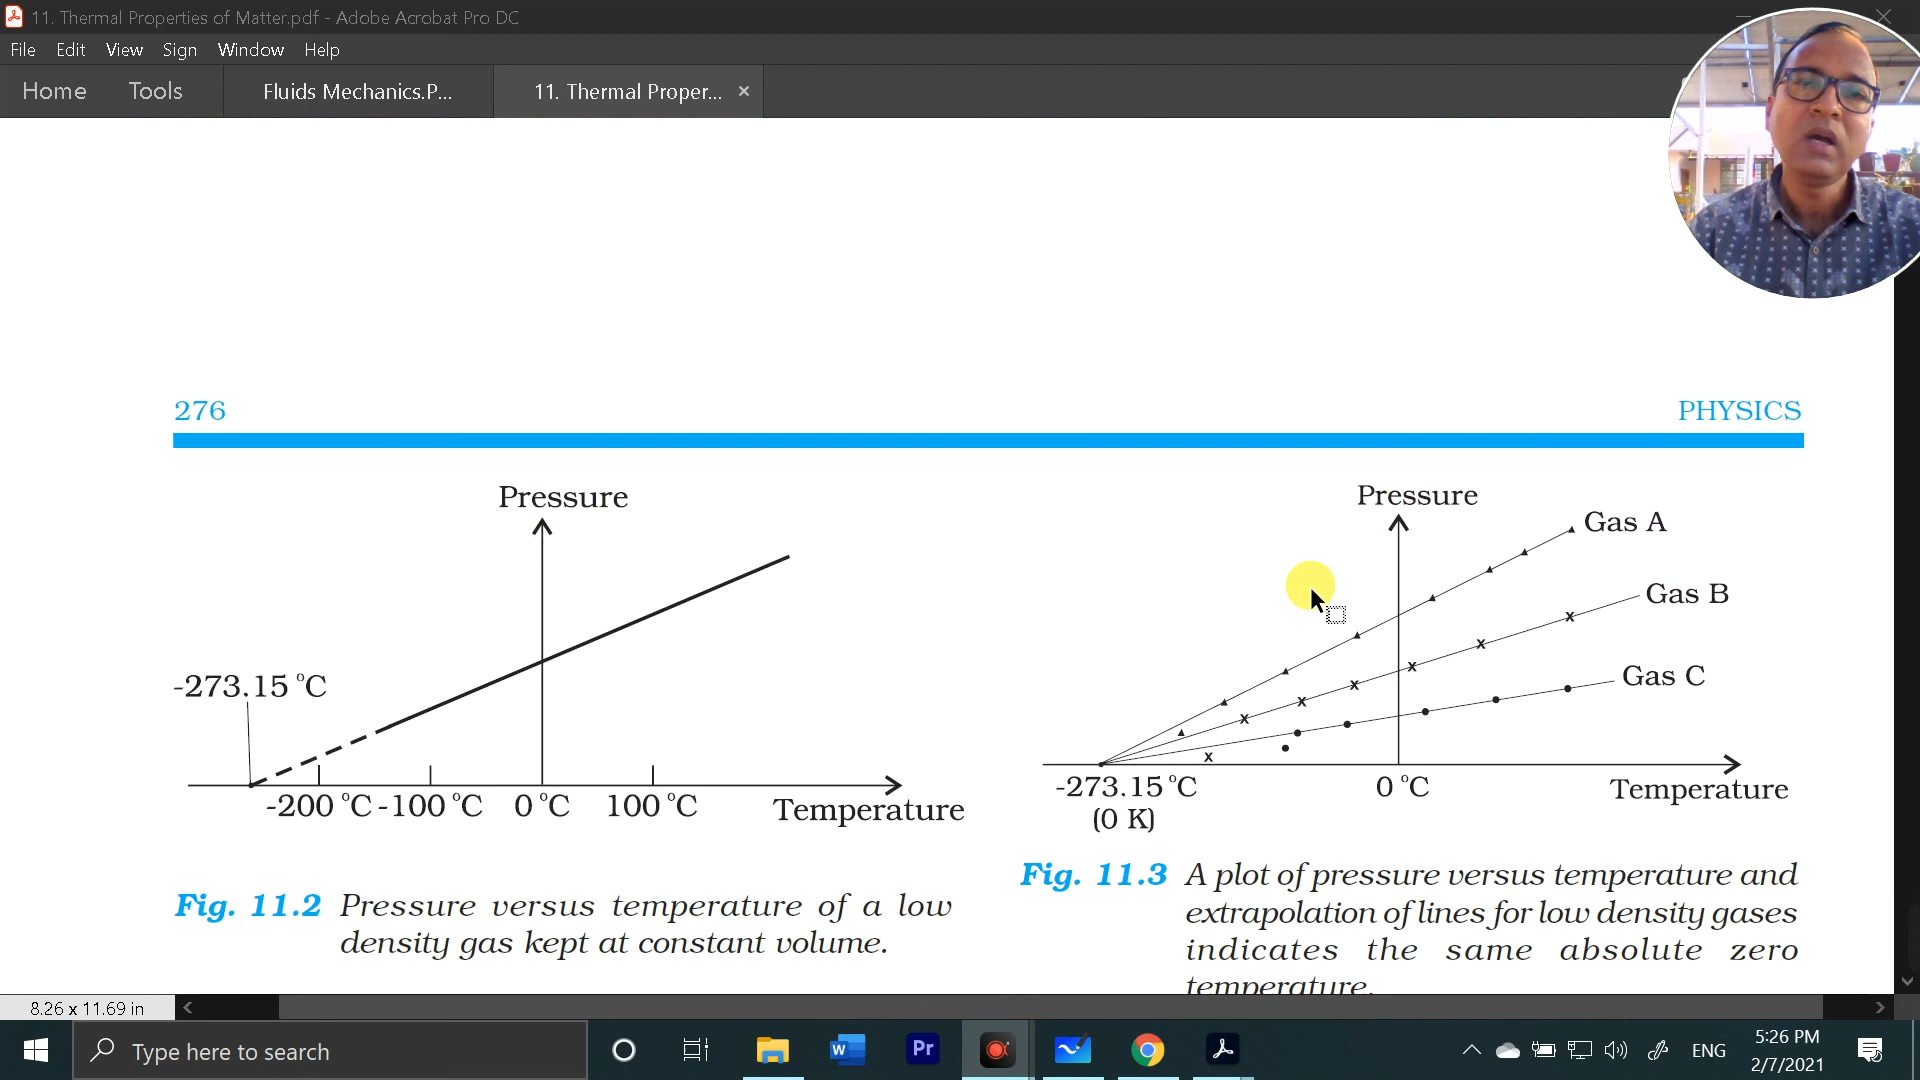 11. Thermal Properties of Matter.pdf - Adobe Acrobat Pro DC
File Edit View Sign Window Help
Home Tools Fluids Mechanics.P... 11. Thermal Proper... ×
276 PHYSICS
Pressure
-273.15 °C
-200 °C -100 °C 0 °C 100 °C
Temperature
Fig. 11.2 Pressure versus temperature of a low
density gas kept at constant volume.
Pressure
Gas A
Gas B
Gas C
-273.15 °C
(0 K)
0 °C
Temperature
Fig. 11.3 A plot of pressure versus temperature and
extrapolation of lines for low density gases
indicates the same absolute zero
temperature.
8.26 x 11.69 in
Type here to search
W
Pr
ENG
5:26 PM
2/7/2021